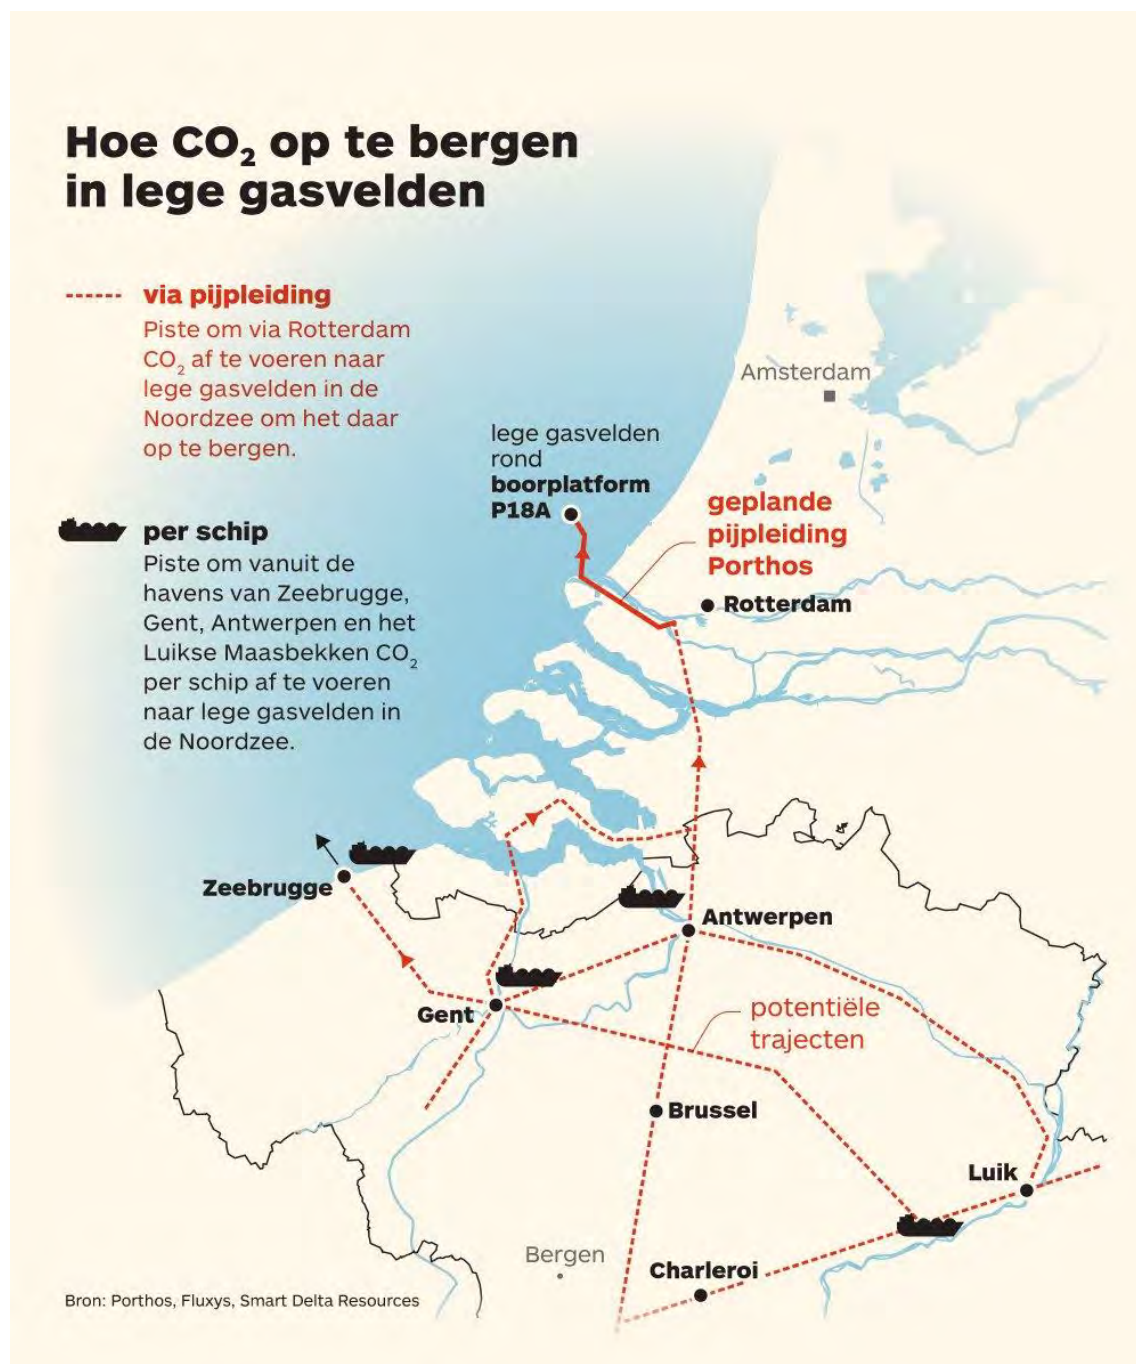 Hoe CO₂ op te bergen
in lege gasvelden
via pijpleiding
Piste om via Rotterdam
CO₂ af te voeren naar
lege gasvelden in de
Noordzee om het daar
op te bergen.
per schip
Piste om vanuit de
havens van Zeebrugge,
Gent, Antwerpen en het
Luikse Maasbekken CO₂
per schip af te voeren
naar lege gasvelden in
de Noordzee.
Amsterdam
lege gasvelden
rond
boorplatform
P18A
geplande
pijpleiding
Porthos
Rotterdam
Zeebrugge
Antwerpen
Gent
potentiële
trajecten
Brussel
Luik
Bergen
Charleroi
Bron: Porthos, Fluxys, Smart Delta Resources